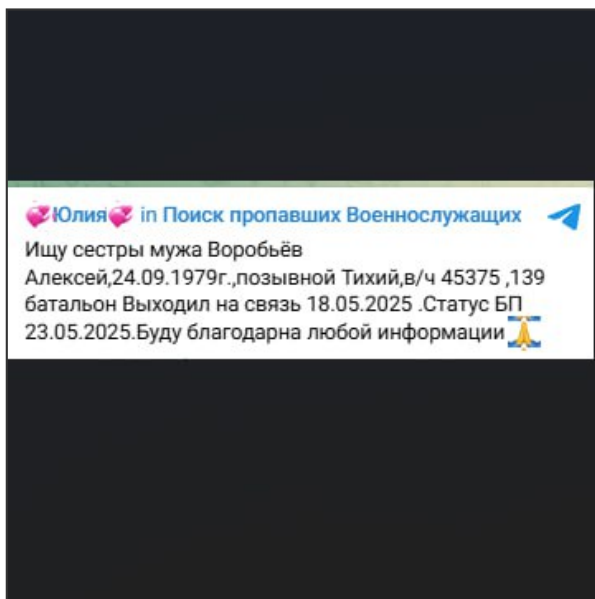 💞Юлия💞 in Поиск пропавших Военнослужащих
Ищу сестры мужа Воробьёв
Алексей,24.09.1979г.,позывной Тихий,в/ч 45375 ,139
батальон Выходил на связь 18.05.2025 .Статус БП
23.05.2025.Буду благодарна любой информации 🙏